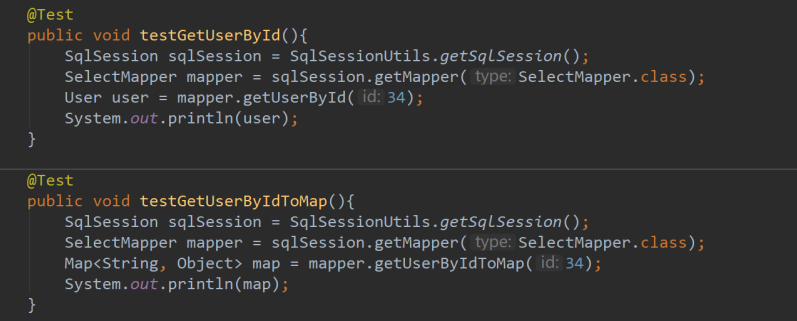 @Test
public void testGetUserById(){
SqlSession sqlSession = SqlSessionUtils.getSqlSession();
SelectMapper mapper = sqlSession.getMapper( type: SelectMapper.class);
User user = mapper.getUserById( id: 34);
System.out.println(user);
}
@Test
public void testGetUserByIdToMap(){
SqlSession sqlSession = SqlSessionUtils.getSqlSession();
SelectMapper mapper = sqlSession.getMapper( type: SelectMapper.class);
Map<String, Object> map = mapper.getUserByIdToMap( id: 34);
System.out.println(map);
}